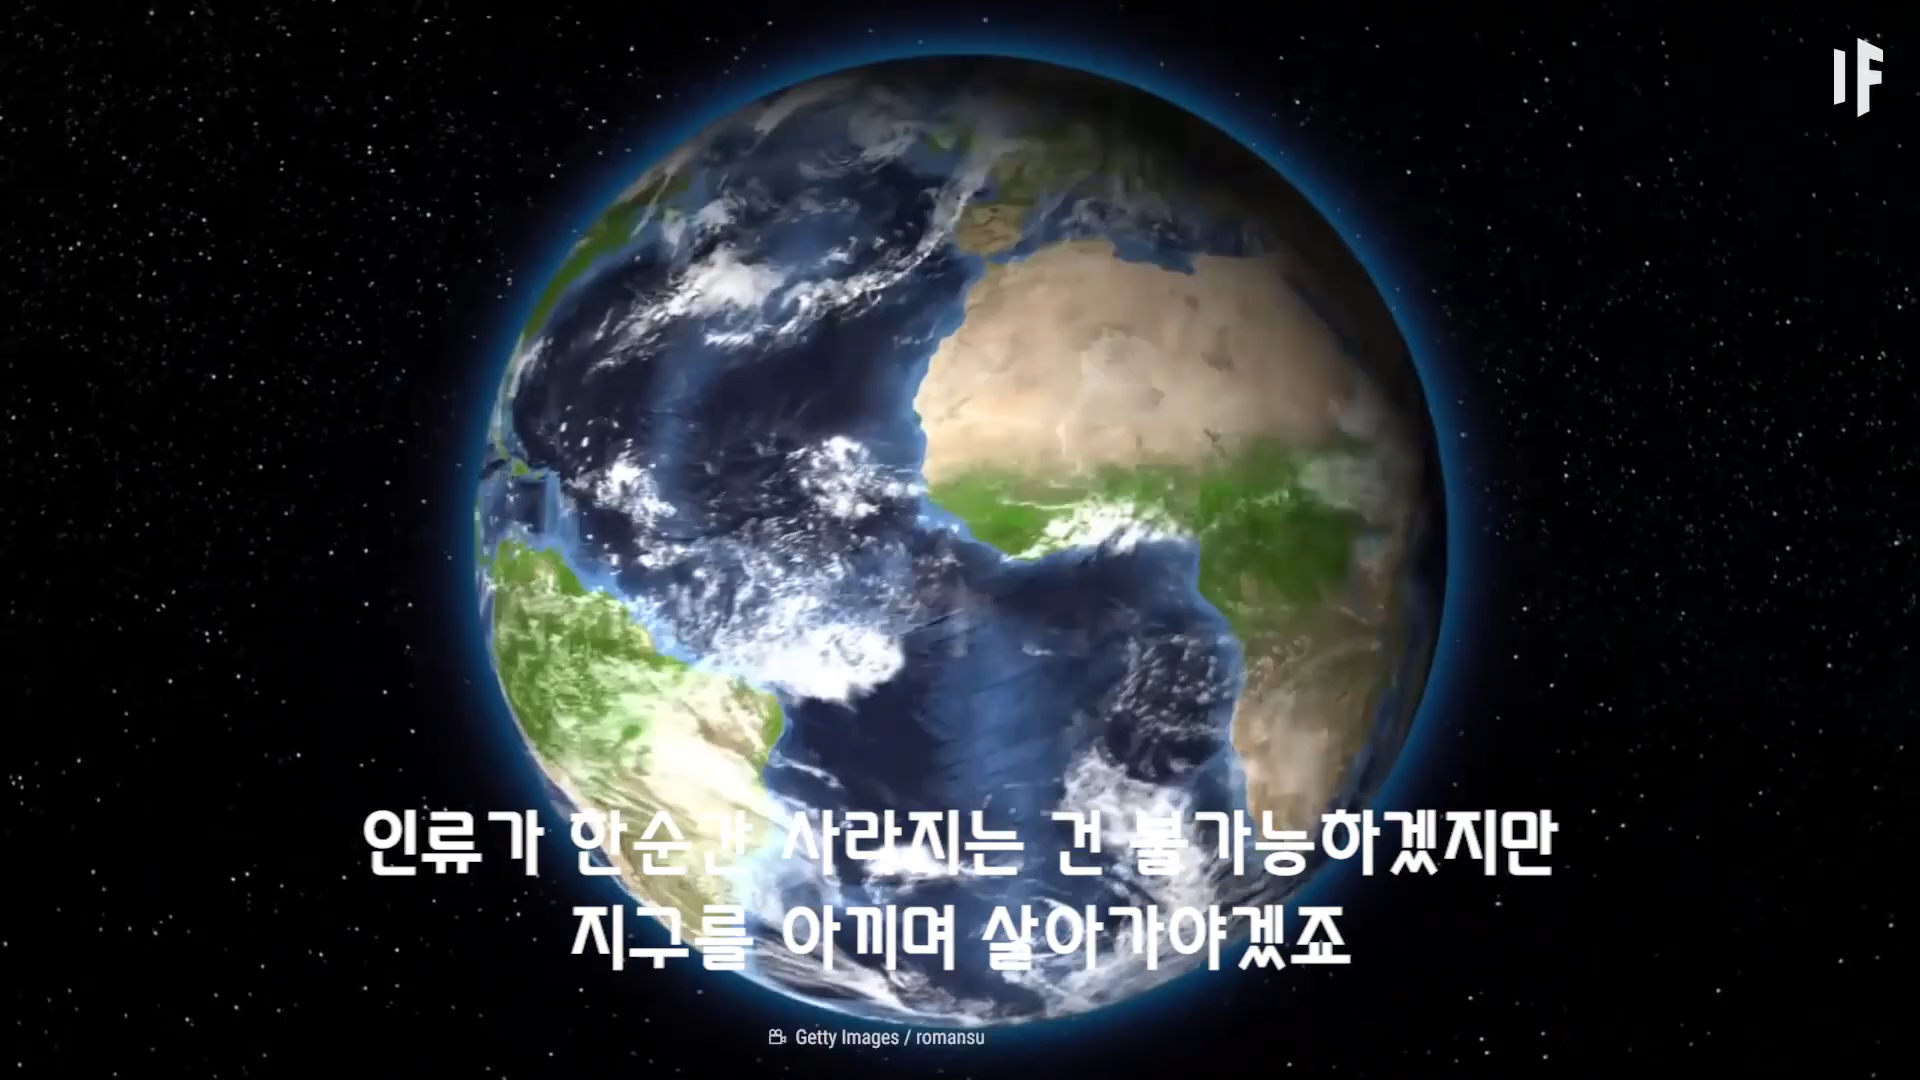 IF
인류가 한순간 사라지는 건 불가능하겠지만
지구를 아끼며 살아가야겠죠
Getty Images / romansu